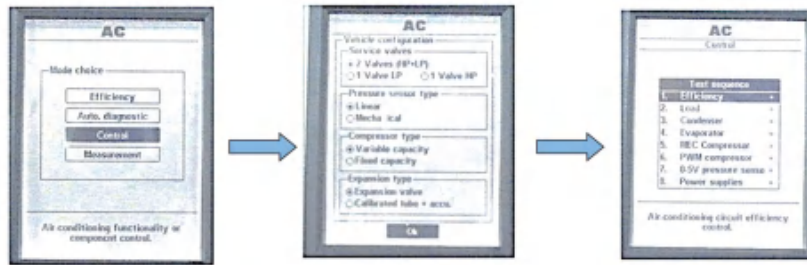 AC
Mode choice
Efficiency
Auto. diagnostic
Control
Measurement
Air conditioning functionality or
component control.
AC
Vehicle configuration
Service valves
2 Valves (HP+LP)
1 Valve LP 1 Valve HP
Pressure sensor type
Linear
Mecha ical
Compressor type
Variable capacity
Fixed capacity
Expansion type
Expansion valve
Calibrated tube + accu.
Ok
AC
Control
Test sequence
1. Efficiency
2. Load
3. Condenser
4. Evaporator
5. REC Compressor
6. PWM compressor
7. 0-5V pressure senso
8. Power supplies
Air-conditioning circuit efficiency
control.